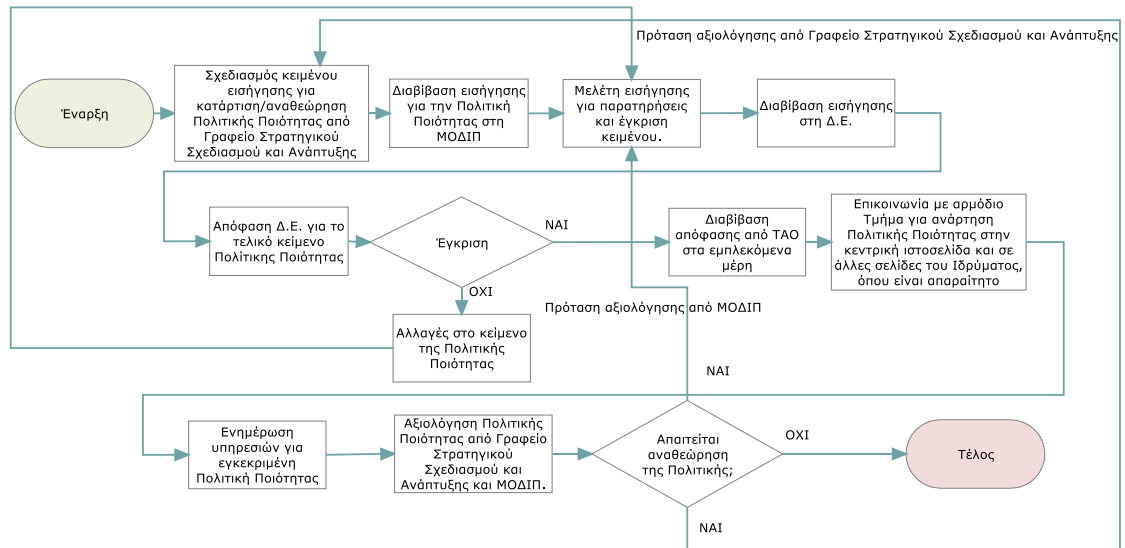 Πρόταση αξιολόγησης από Γραφείο Στρατηγικού Σχεδιασμού και Ανάπτυξης
Έναρξη
Σχεδιασμός κειμένου
εισήγησης για
κατάρτιση/αναθεώρηση
Πολιτικής Ποιότητας από
Γραφείο Στρατηγικού
Σχεδιασμού και Ανάπτυξης
Διαβίβαση εισήγησης
για την Πολιτική
Ποιότητας στη
ΜΟΔΙΠ
Μελέτη εισήγησης
για παρατηρήσεις
και έγκριση
κειμένου.
Διαβίβαση εισήγησης
στη Δ.Ε.
Απόφαση Δ.Ε. για το
τελικό κείμενο
Πολίτικης Ποιότητας
Έγκριση
ΝΑΙ
Διαβίβαση
απόφασης από ΤΑΟ
στα εμπλεκόμενα
μέρη
Επικοινωνία με αρμόδιο
Τμήμα για ανάρτηση
Πολιτικής Ποιότητας στην
κεντρική ιστοσελίδα και σε
άλλες σελίδες του Ιδρύματος,
όπου είναι απαραίτητο
ΟΧΙ
Πρόταση αξιολόγησης από ΜΟΔΙΠ
Αλλαγές στο κείμενο
της Πολιτικής
Ποιότητας
ΝΑΙ
Ενημέρωση
υπηρεσιών για
εγκεκριμένη
Πολιτική Ποιότητας
Αξιολόγηση Πολιτικής
Ποιότητας από Γραφείο
Στρατηγικού
Σχεδιασμού και
Ανάπτυξης και ΜΟΔΙΠ.
Απαιτείται
αναθεώρηση
της Πολιτικής;
ΟΧΙ
Τέλος
ΝΑΙ